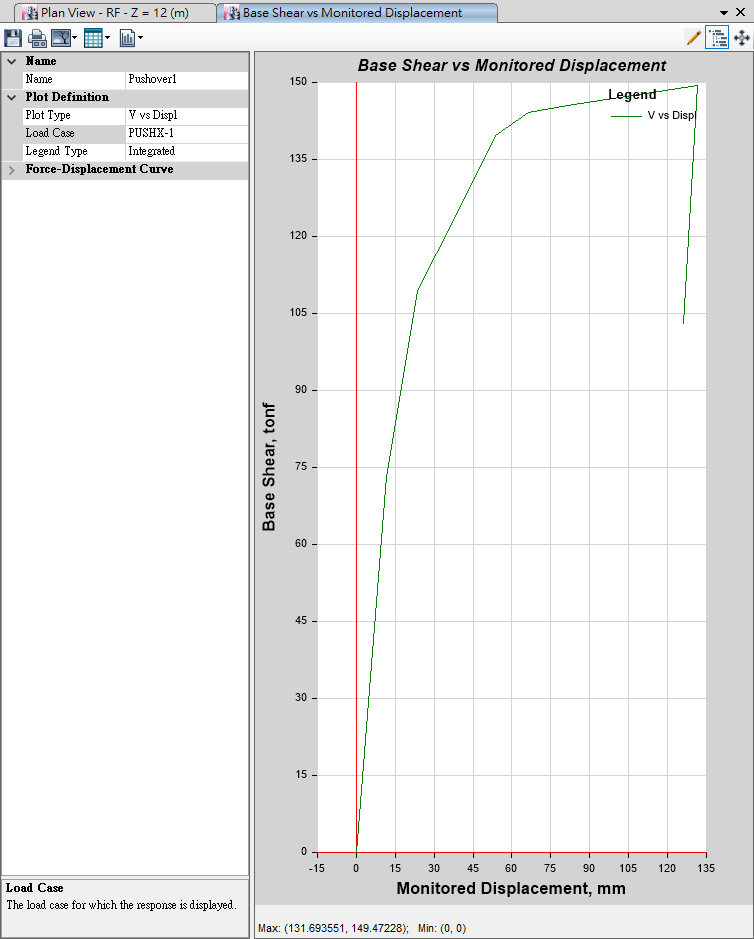 Plan View - RF - Z = 12 (m)
Base Shear vs Monitored Displacement
Name
Name Pushover1
Plot Definition
Plot Type V vs Displ
Load Case PUSHX-1
Legend Type Integrated
Force-Displacement Curve
Base Shear vs Monitored Displacement
Legend
V vs Displ
150
135
120
105
90
75
60
45
30
15
0
Base Shear, tonf
-15 0 15 30 45 60 75 90 105 120 135
Monitored Displacement, mm
Load Case
The load case for which the response is displayed.
Max: (131.693551, 149.47228); Min: (0, 0)